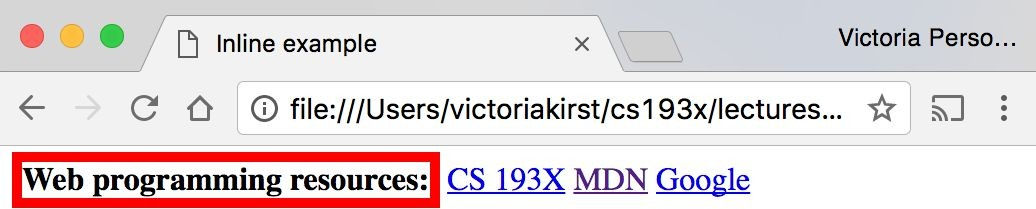 Inline example
Victoria Perso...
file:///Users/victoriakirst/cs193x/lectures...
Web programming resources: CS 193X MDN Google